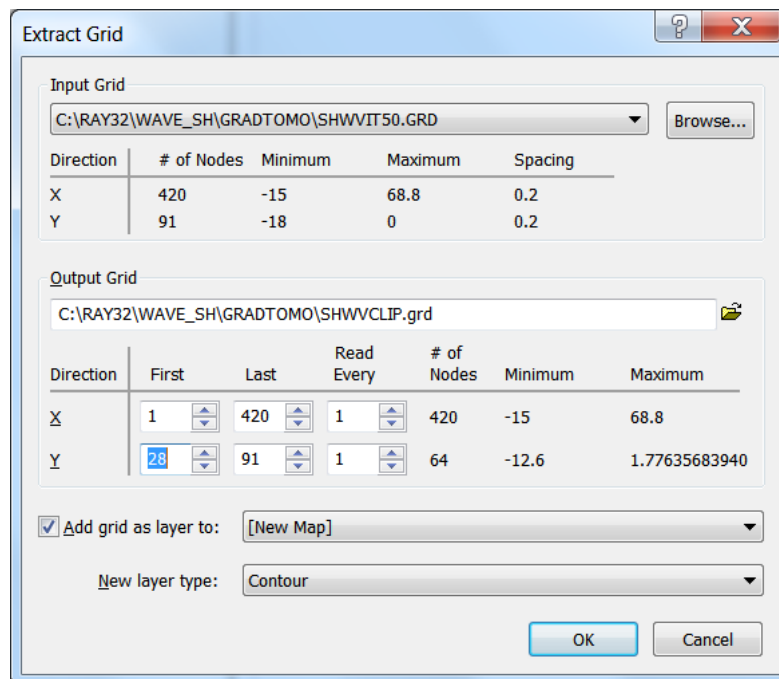 Extract Grid
Input Grid
C:\RAY32\WAVE_SH\GRADTOMO\SHWVIT50.GRD Browse...
Direction # of Nodes Minimum Maximum Spacing
X 420 -15 68.8 0.2
Y 91 -18 0 0.2
Output Grid
C:\RAY32\WAVE_SH\GRADTOMO\SHWVCLIP.grd
Read # of
Direction First Last Every Nodes Minimum Maximum
X 1 420 1 420 -15 68.8
Y 28 91 1 64 -12.6 1.77635683940
Add grid as layer to: [New Map]
New layer type: Contour
OK Cancel